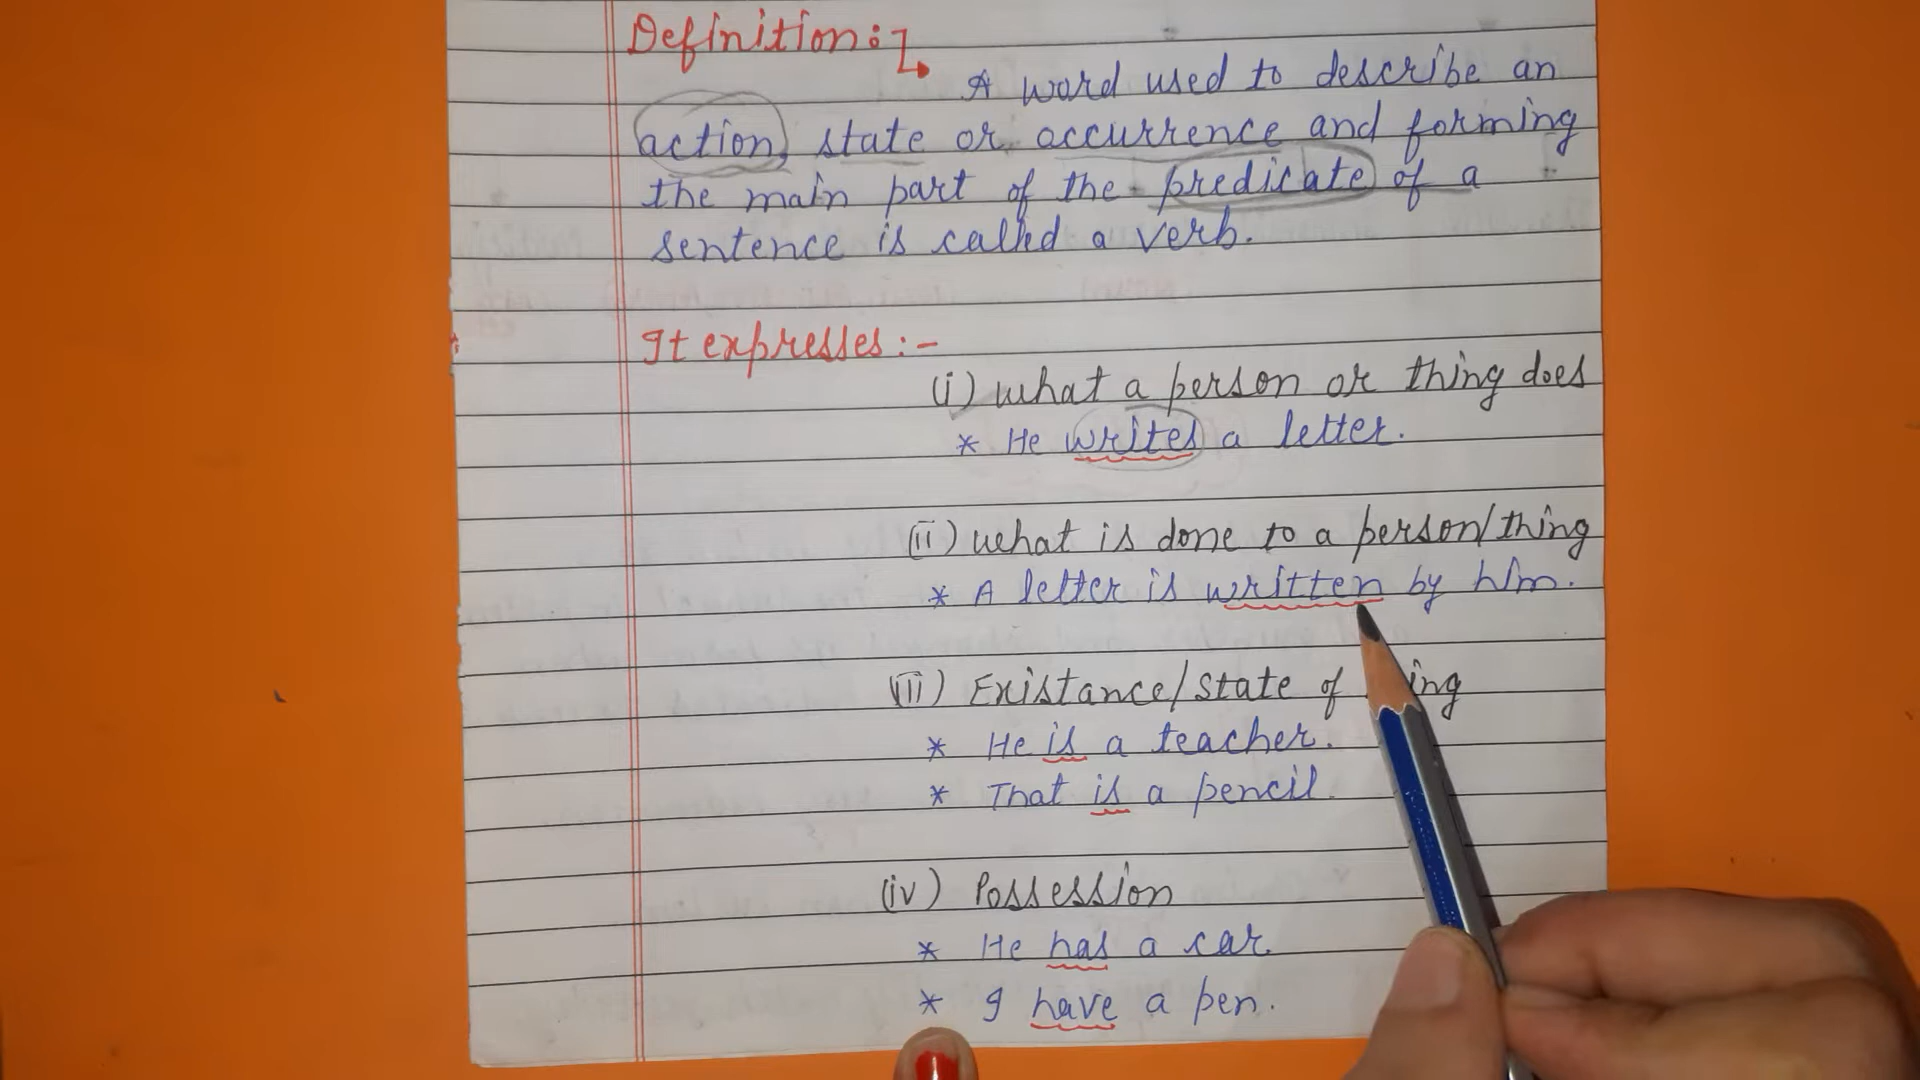 Definition:
A word used to describe an
action, state or occurrence and forming
the main part of the predicate of a
sentence is called a verb.
It expresses :-
(i) what a person or thing does
* He writes a letter.
(ii) what is done to a person/thing
* A letter is written by him.
(iii) Existance/state of
* He is a teacher.
* That is a pencil.
(iv) Possession
* He has a car.
* I have a pen.